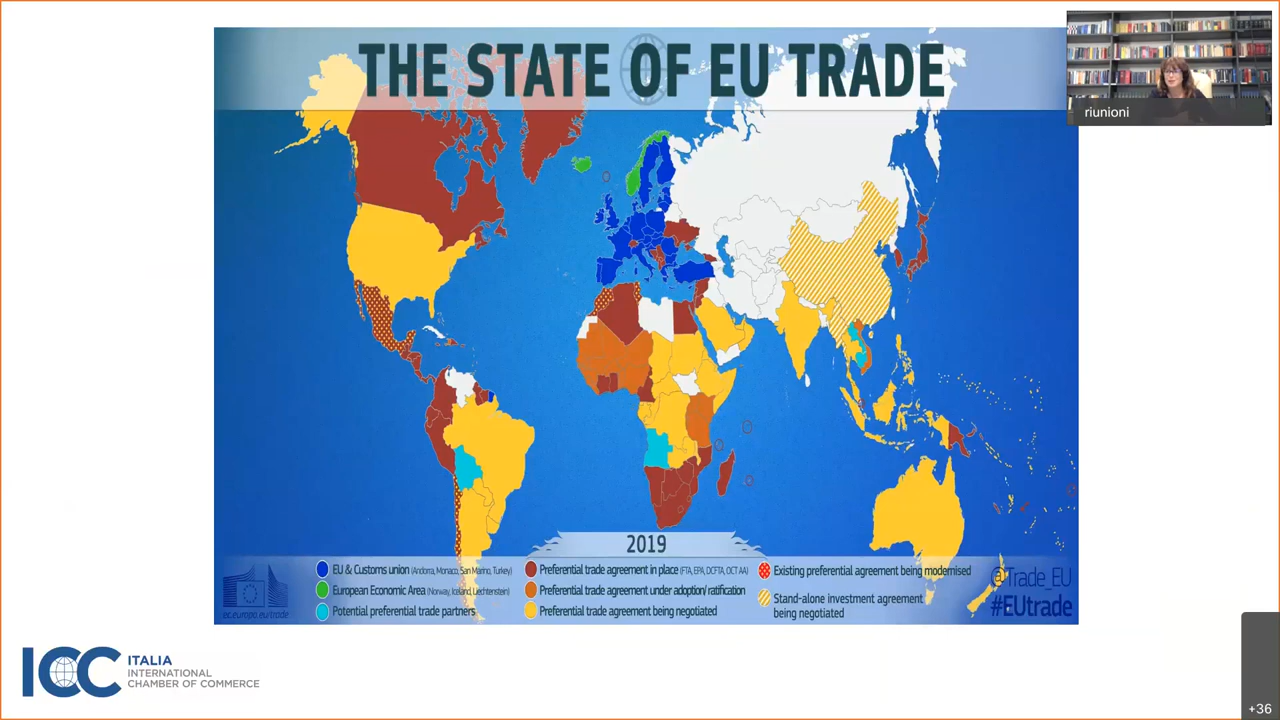 THE STATE OF EU TRADE
riunioni
2019
EU & Customs union (Andorra, Monaco, San Marino, Turkey)
European Economic Area (Norway, Iceland, Liechtenstein)
Potential preferential trade partners
Preferential trade agreement in place (FTA, EPA, DCFTA, OCT AA)
Preferential trade agreement under adoption/ratification
Preferential trade agreement being negotiated
Existing preferential agreement being modernised
Stand-alone investment agreement
being negotiated
@Trade_EU
#EUtrade
ec.europa.eu/trade
ICC
ITALIA
INTERNATIONAL
CHAMBER OF COMMERCE
+36